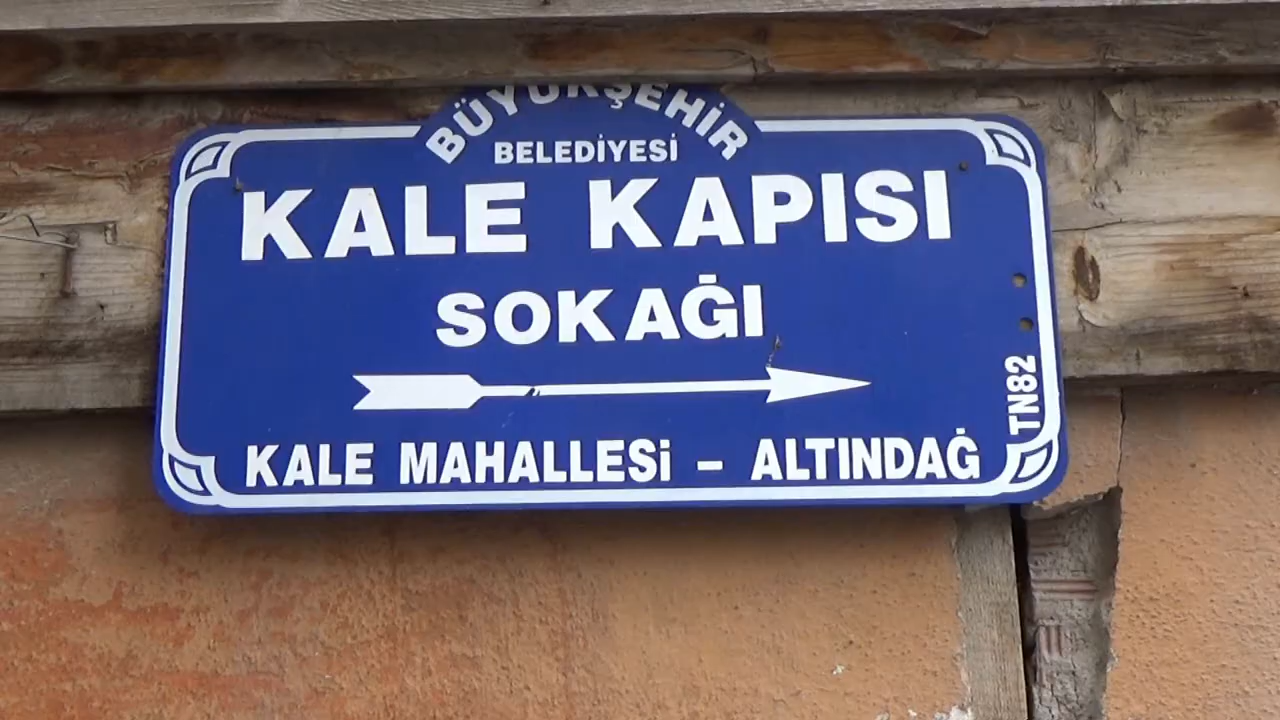 BÜYÜKŞEHİR
BELEDİYESİ
KALE KAPISI
SOKAĞI
TN82
KALE MAHALLESİ – ALTINDAĞ